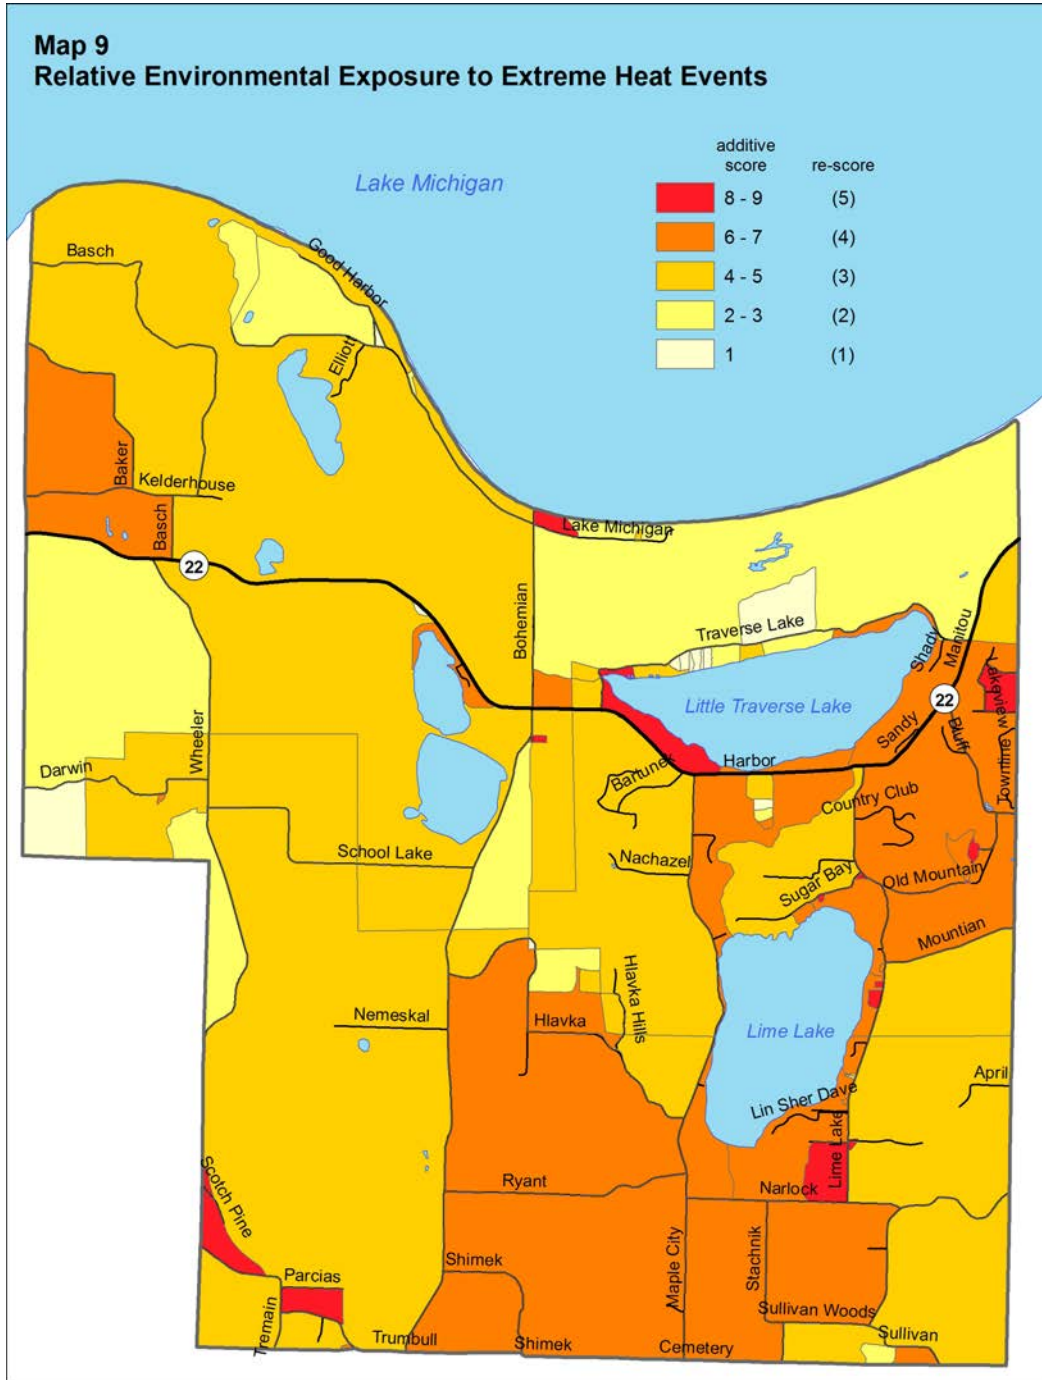 Map 9
Relative Environmental Exposure to Extreme Heat Events
additive
score
re-score
Lake Michigan
8 - 9
(5)
6 - 7
(4)
4 - 5
(3)
2 - 3
(2)
1
(1)
Basch
Good Harbor
Elliott
Baker
Kelderhouse
Basch
22
Lake Michigan
Bohemian
Traverse Lake
Shady
Manitou
Lakeview
Little Traverse Lake
22
Sandy
Bluff
Townline
Wheeler
Darwin
Harbor
Bartunek
Country Club
School Lake
Nachazel
Sugar Bay
Old Mountain
Mountian
Hlavka Hills
Nemeskal
Hlavka
Lime Lake
April
Lin Sher Dave
Lime Lake
Scotch Pine
Ryant
Narlock
Shimek
Maple City
Stachnik
Parcias
Tremain
Sullivan Woods
Trumbull
Shimek
Cemetery
Sullivan